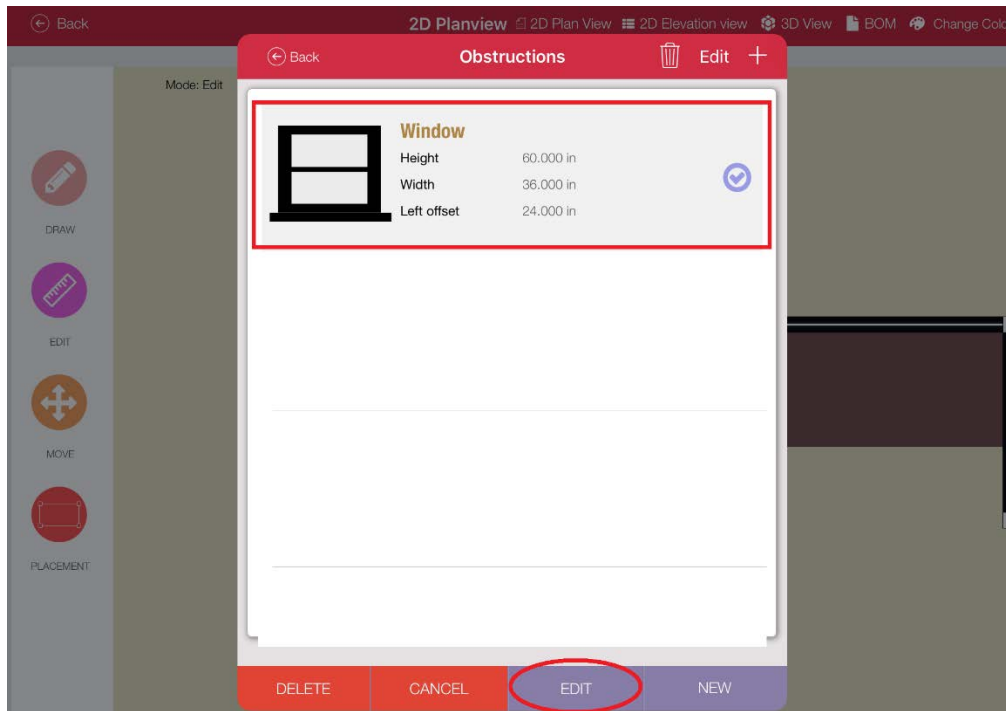 Back 2D Planview 2D Plan View 2D Elevation view 3D View BOM Change Colo
Back Obstructions Edit
Mode: Edit
Window
Height 60.000 in
Width 36.000 in
Left offset 24.000 in
DRAW
EDIT
MOVE
PLACEMENT
DELETE CANCEL EDIT NEW